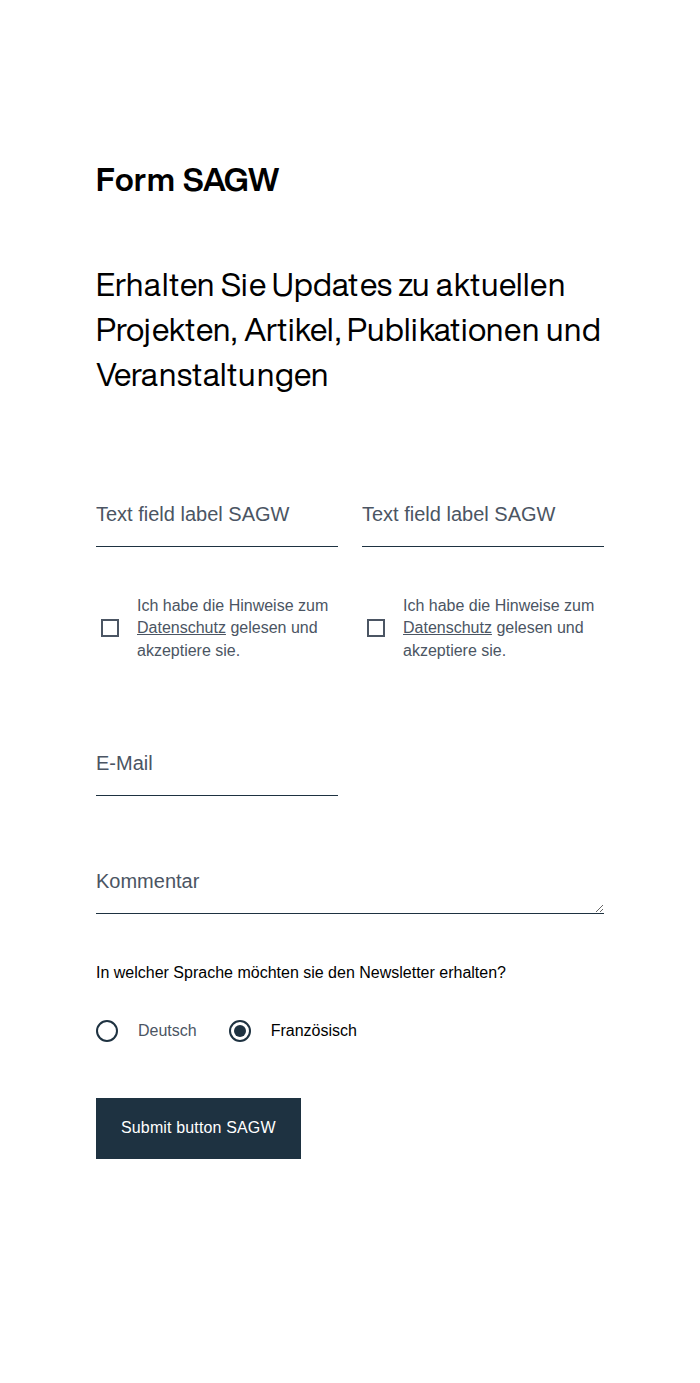 Form SAGW
Erhalten Sie Updates zu aktuellen
Projekten, Artikel, Publikationen und
Veranstaltungen
Text field label SAGW
Text field label SAGW
Ich habe die Hinweise zum
Datenschutz gelesen und
akzeptiere sie.
Ich habe die Hinweise zum
Datenschutz gelesen und
akzeptiere sie.
E-Mail
Kommentar
In welcher Sprache möchten sie den Newsletter erhalten?
Deutsch
Französisch
Submit button SAGW